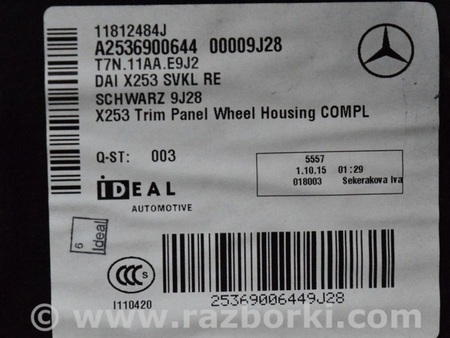 11812484J
A2536900644 00009J28
T7N.11AA.E9J2
DAI X253 SVKL RE
SCHWARZ 9J28
X253 Trim Panel Wheel Housing COMPL
Q-ST: 003
5557
1.10.15 01:29
018003 Sekerakova Iva
iDEAL
AUTOMOTIVE
6
Ideal
CCC S
I110420
25369006449J28
© www.razborki.com